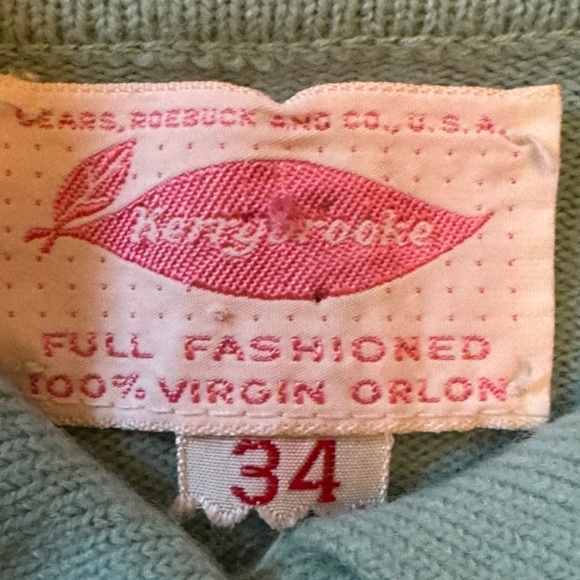 SEARS, ROEBUCK AND CO., U.S.A.
Kerrybrooke
FULL FASHIONED
100% VIRGIN ORLON
34